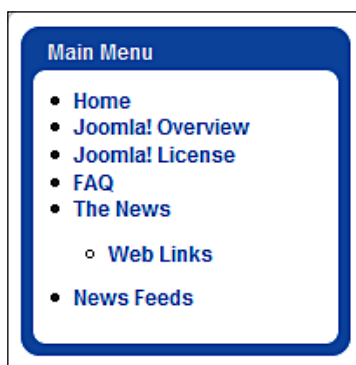 Main Menu
Home
Joomla! Overview
Joomla! License
FAQ
The News
Web Links
News Feeds